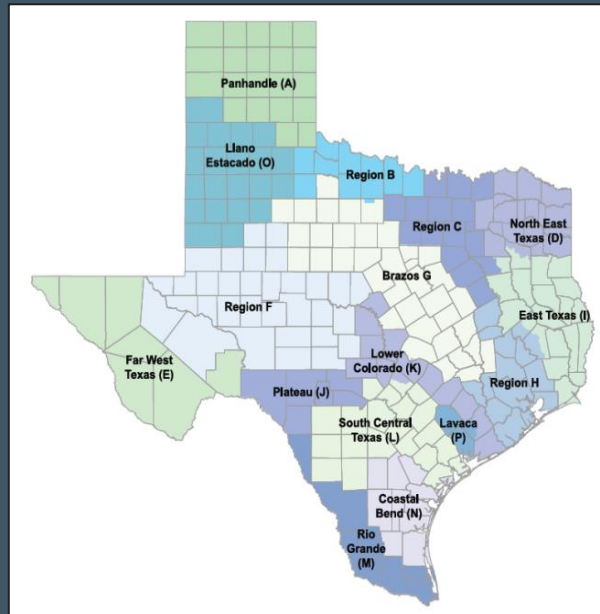 Panhandle (A)
Llano
Estacado (O)
Region B
Region C
North East
Texas (D)
Brazos G
Region F
East Texas (I)
Far West
Texas (E)
Lower
Colorado (K)
Region H
Plateau (J)
South Central
Texas (L)
Lavaca
(P)
Coastal
Bend (N)
Rio
Grande
(M)